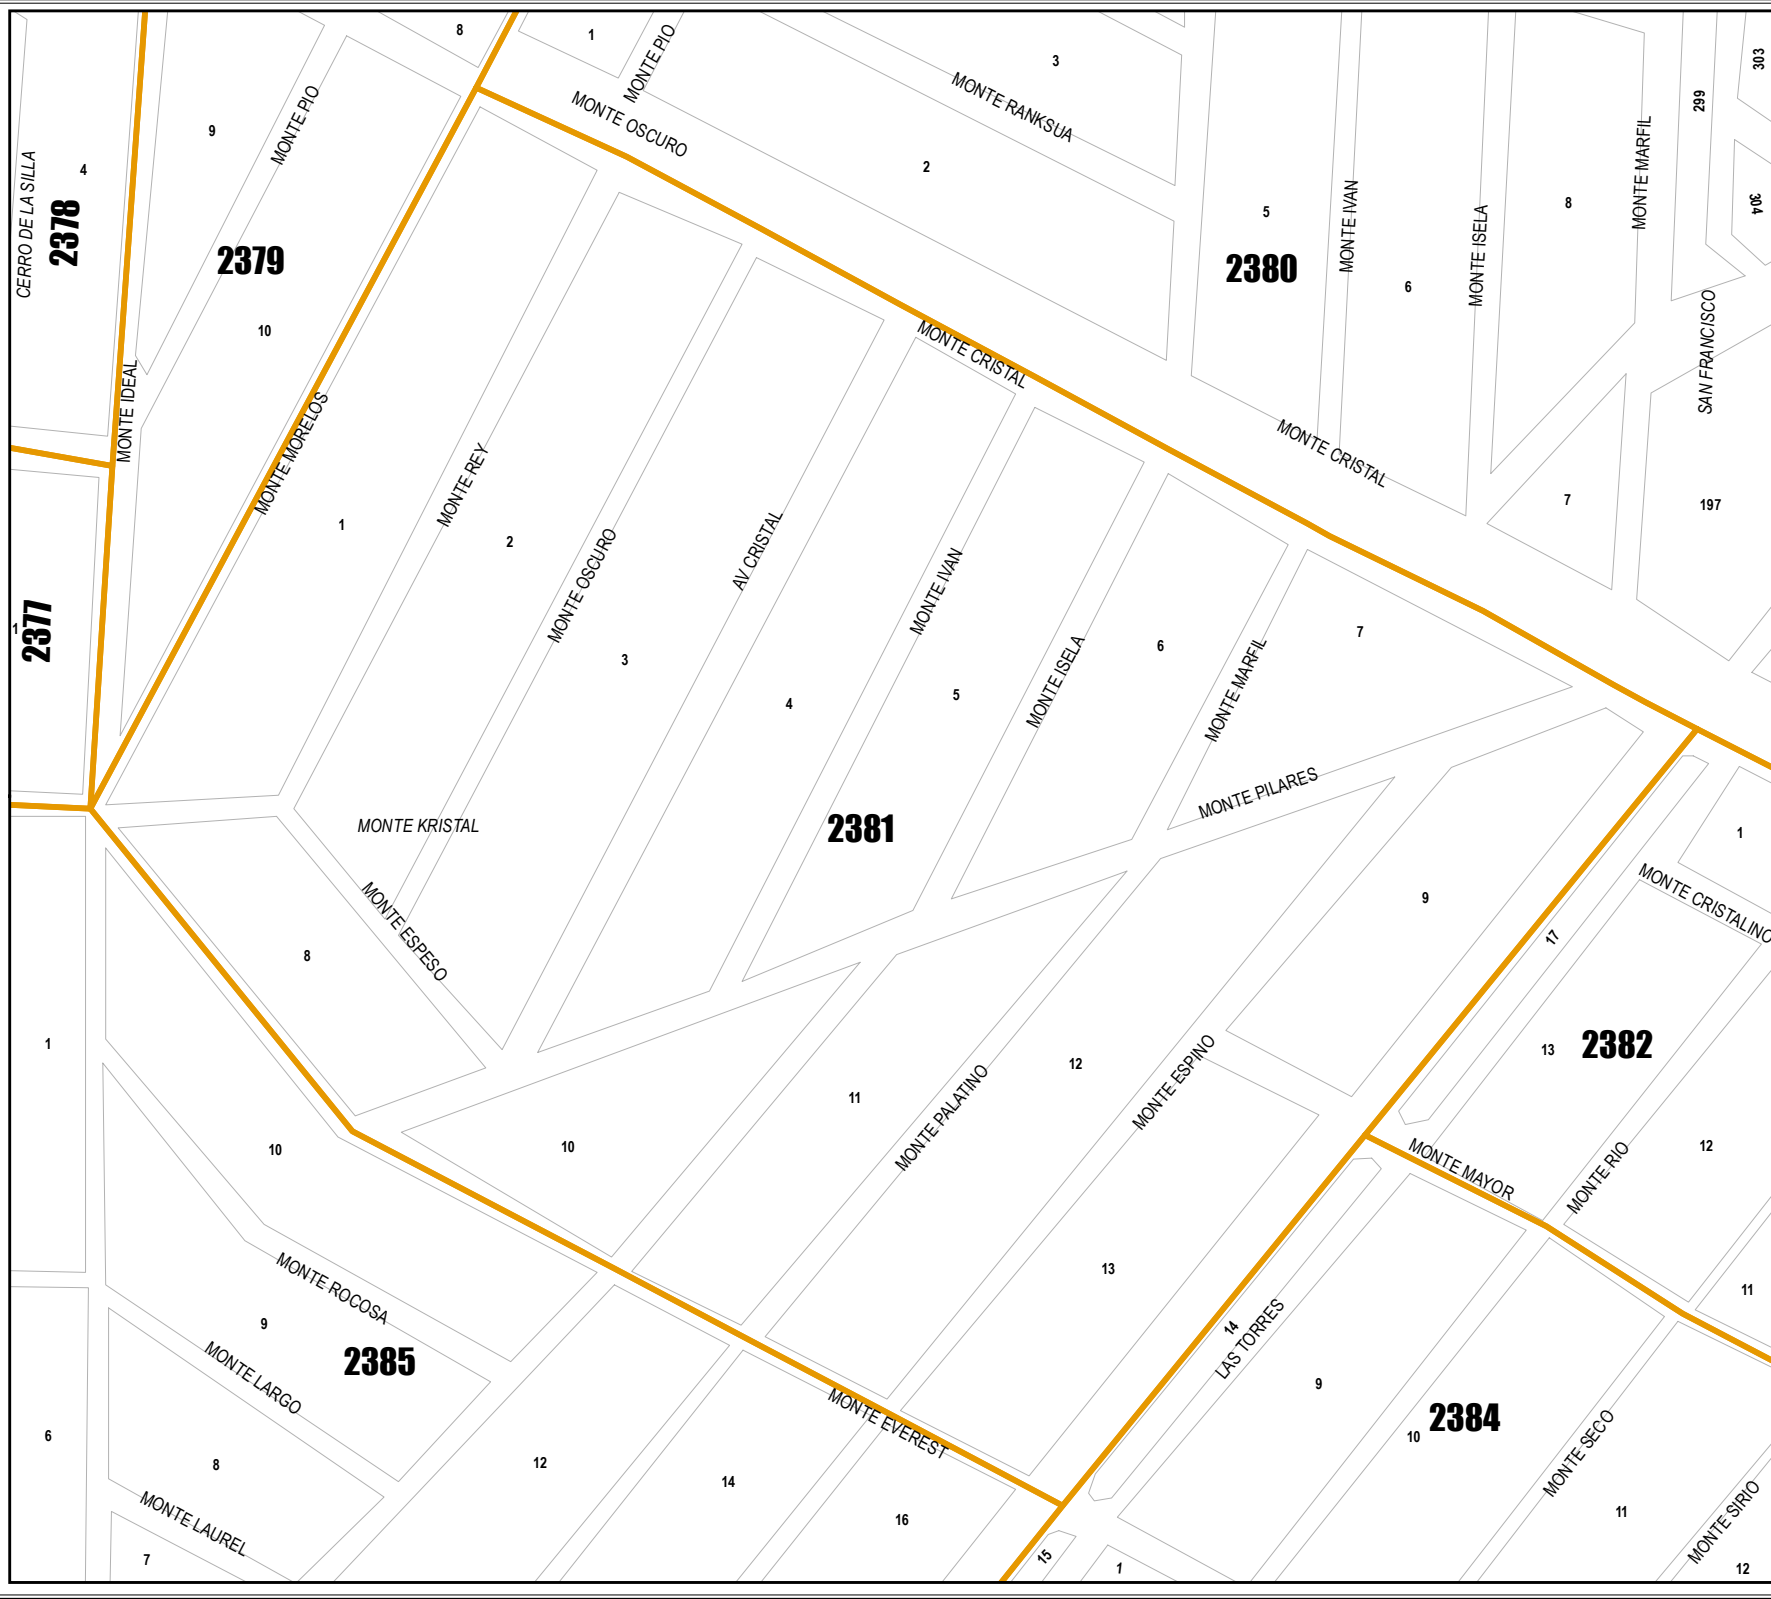 8
1
MONTE PIO
3
303
299
MONTE RANKSUA
MONTE OSCURO
9
MONTE PIO
4
CERRO DE LA SILLA
2378
2
MONTE IVAN
5
MONTE ISELA
8
MONTE MARFIL
304
2379
2380
6
10
SAN FRANCISCO
MONTE IDEAL
MONTE CRISTAL
MONTE MORELOS
MONTE REY
MONTE CRISTAL
1
2
7
197
MONTE OSCURO
AV CRISTAL
MONTE IVAN
1
2377
3
4
5
MONTE ISELA
6
MONTE MARFIL
7
MONTE PILARES
MONTE KRISTAL
2381
1
MONTE ESPESO
9
MONTE CRISTALINO
17
8
1
13
2382
12
11
MONTE PALATINO
MONTE ESPINO
10
10
MONTE MAYOR
MONTE RIO
12
13
MONTE ROCOSA
11
9
MONTE LARGO
2385
14
LAS TORRES
9
6
MONTE EVEREST
10
2384
MONTE SECO
8
12
14
16
11
MONTE LAUREL
MONTE SIRIO
7
15
1
12